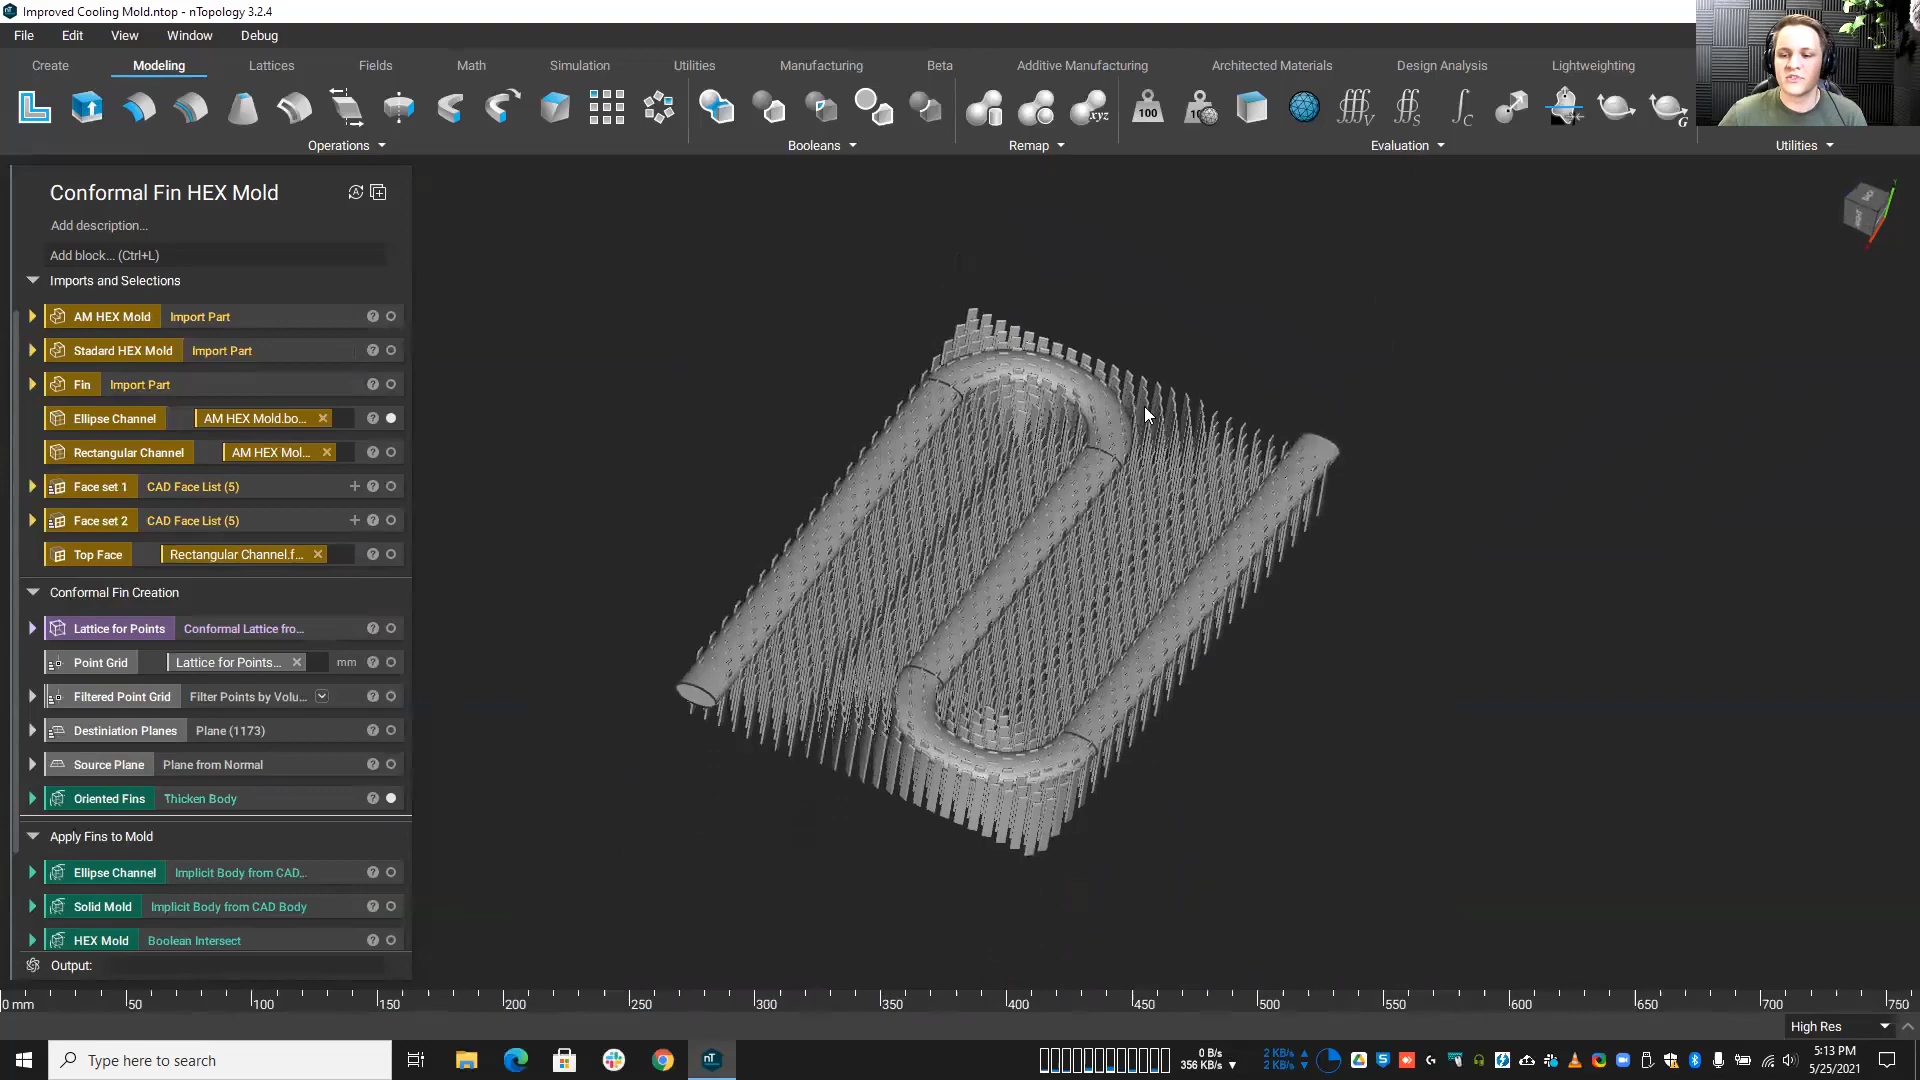 Improved Cooling Mold.ntop - nTopology 3.2.4
File Edit View Window Debug
Create Modeling Lattices Fields Math Simulation Utilities Manufacturing Beta Additive Manufacturing Architected Materials Design Analysis Lightweighting
xyz 100 V S C G
Operations Booleans Remap Evaluation Utilities
Conformal Fin HEX Mold
Add description...
Add block... (Ctrl+L)
Imports and Selections
AM HEX Mold Import Part
Stadard HEX Mold Import Part
Fin Import Part
Ellipse Channel AM HEX Mold.bo...
Rectangular Channel AM HEX Mol...
Face set 1 CAD Face List (5)
Face set 2 CAD Face List (5)
Top Face Rectangular Channel.f...
Conformal Fin Creation
Lattice for Points Conformal Lattice fro...
Point Grid Lattice for Points... mm
Filtered Point Grid Filter Points by Volu...
Destiniation Planes Plane (1173)
Source Plane Plane from Normal
Oriented Fins Thicken Body
Apply Fins to Mold
Ellipse Channel Implicit Body from CAD...
Solid Mold Implicit Body from CAD Body
HEX Mold Boolean Intersect
Output:
0 mm 50 100 150 200 250 300 350 400 450 500 550 600 650 700 750
High Res
Type here to search
nT
0 B/s
356 KB/s
2 KB/s
2 KB/s
5:13 PM
5/25/2021